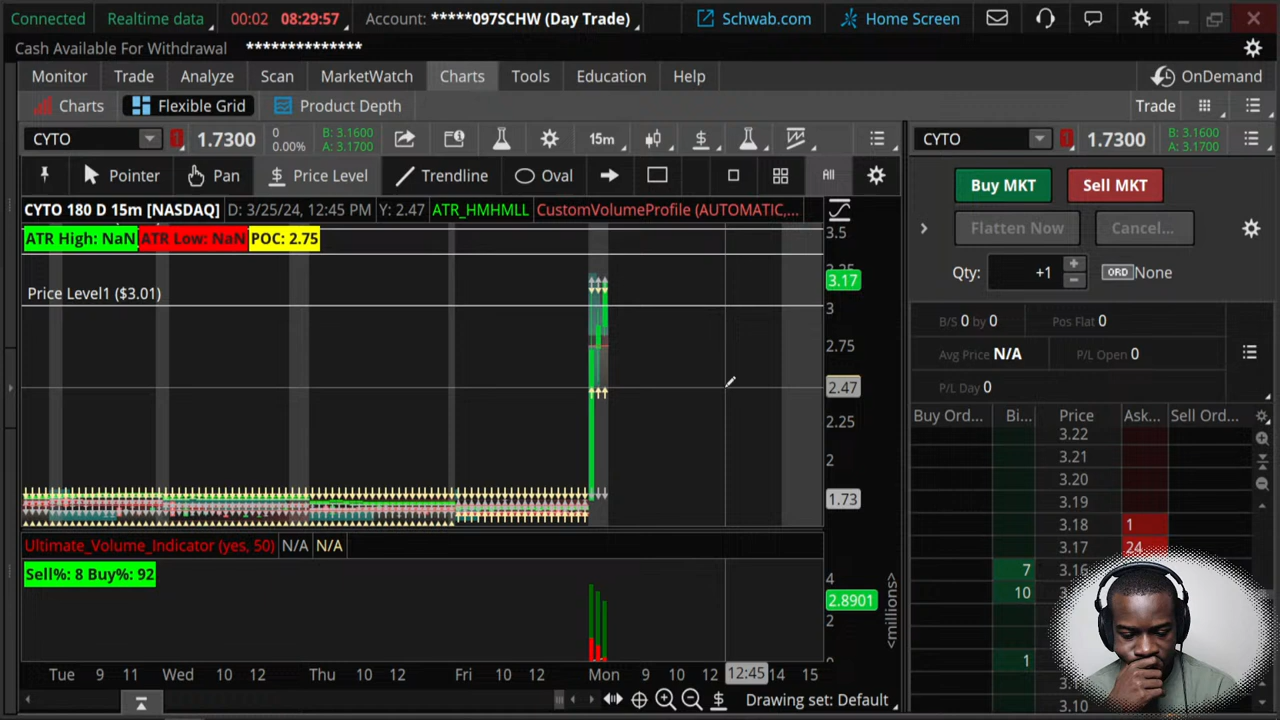 Connected Realtime data 00:02 08:29:57 Account: *****097SCHW (Day Trade) Schwab.com Home Screen
Cash Available For Withdrawal **************
Monitor Trade Analyze Scan MarketWatch Charts Tools Education Help OnDemand
Charts Flexible Grid Product Depth Trade
CYTO 1 1.7300 0 0.00% B: 3.1600 A: 3.1700 15m CYTO 1 1.7300 B: 3.1600 A: 3.1700
Pointer Pan $ Price Level Trendline Oval All Buy MKT Sell MKT
CYTO 180 D 15m [NASDAQ] D: 3/25/24, 12:45 PM Y: 2.47 ATR_HMHMLL CustomVolumeProfile (AUTOMATIC,...
Flatten Now Cancel...
ATR High: NaN ATR Low: NaN POC: 2.75 3.5
Qty: +1 ORD None
3.17
Price Level1 ($3.01) 3
B/S 0 by 0 Pos Flat 0
2.75
Avg Price N/A P/L Open 0
2.47 P/L Day 0
2.25 Buy Ord... Bi... Price Ask... Sell Ord...
3.22
2 3.21
3.20
1.73 3.19
3.18 1
Ultimate_Volume_Indicator (yes, 50) N/A N/A 3.17 24
Sell%: 8 Buy%: 92 4 7 3.16
2.8901 10
2 <millions>
0 1
Tue 9 11 Wed 10 12 Thu 10 12 Fri 10 12 Mon 9 10 12 12:45 14 15
Drawing set: Default 3.10